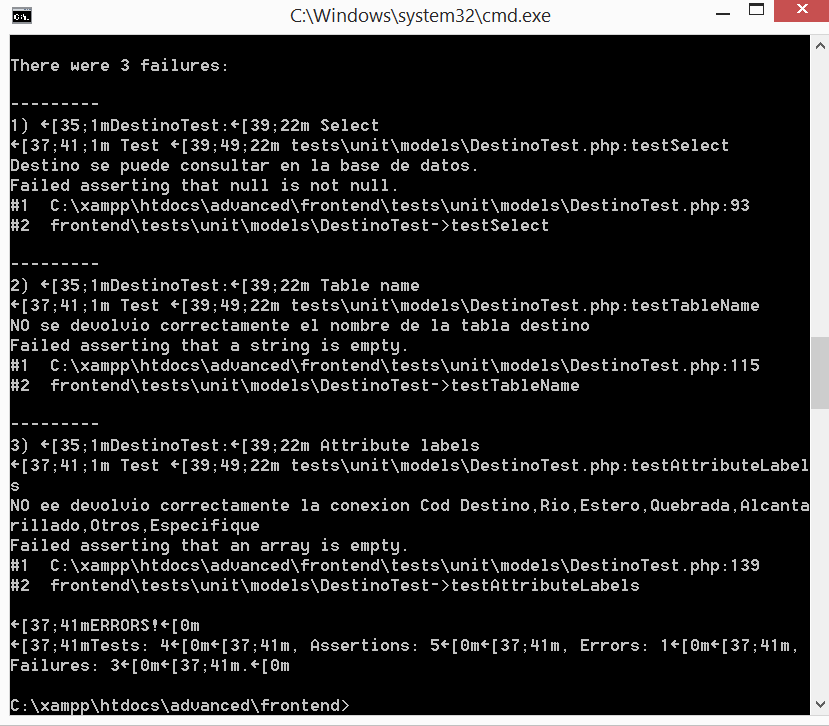 C:\Windows\system32\cmd.exe
There were 3 failures:
---------
1) ←[35;1mDestinoTest:←[39;22m Select
←[37;41;1m Test ←[39;49;22m tests\unit\models\DestinoTest.php:testSelect
Destino se puede consultar en la base de datos.
Failed asserting that null is not null.
#1  C:\xampp\htdocs\advanced\frontend\tests\unit\models\DestinoTest.php:93
#2  frontend\tests\unit\models\DestinoTest->testSelect
---------
2) ←[35;1mDestinoTest:←[39;22m Table name
←[37;41;1m Test ←[39;49;22m tests\unit\models\DestinoTest.php:testTableName
NO se devolvio correctamente el nombre de la tabla destino
Failed asserting that a string is empty.
#1  C:\xampp\htdocs\advanced\frontend\tests\unit\models\DestinoTest.php:115
#2  frontend\tests\unit\models\DestinoTest->testTableName
---------
3) ←[35;1mDestinoTest:←[39;22m Attribute labels
←[37;41;1m Test ←[39;49;22m tests\unit\models\DestinoTest.php:testAttributeLabel
s
NO ee devolvio correctamente la conexion Cod Destino,Rio,Estero,Quebrada,Alcanta
rillado,Otros,Especifique
Failed asserting that an array is empty.
#1  C:\xampp\htdocs\advanced\frontend\tests\unit\models\DestinoTest.php:139
#2  frontend\tests\unit\models\DestinoTest->testAttributeLabels
←[37;41mERRORS!←[0m
←[37;41mTests: 4←[0m←[37;41m, Assertions: 5←[0m←[37;41m, Errors: 1←[0m←[37;41m,
Failures: 3←[0m←[37;41m.←[0m
C:\xampp\htdocs\advanced\frontend>